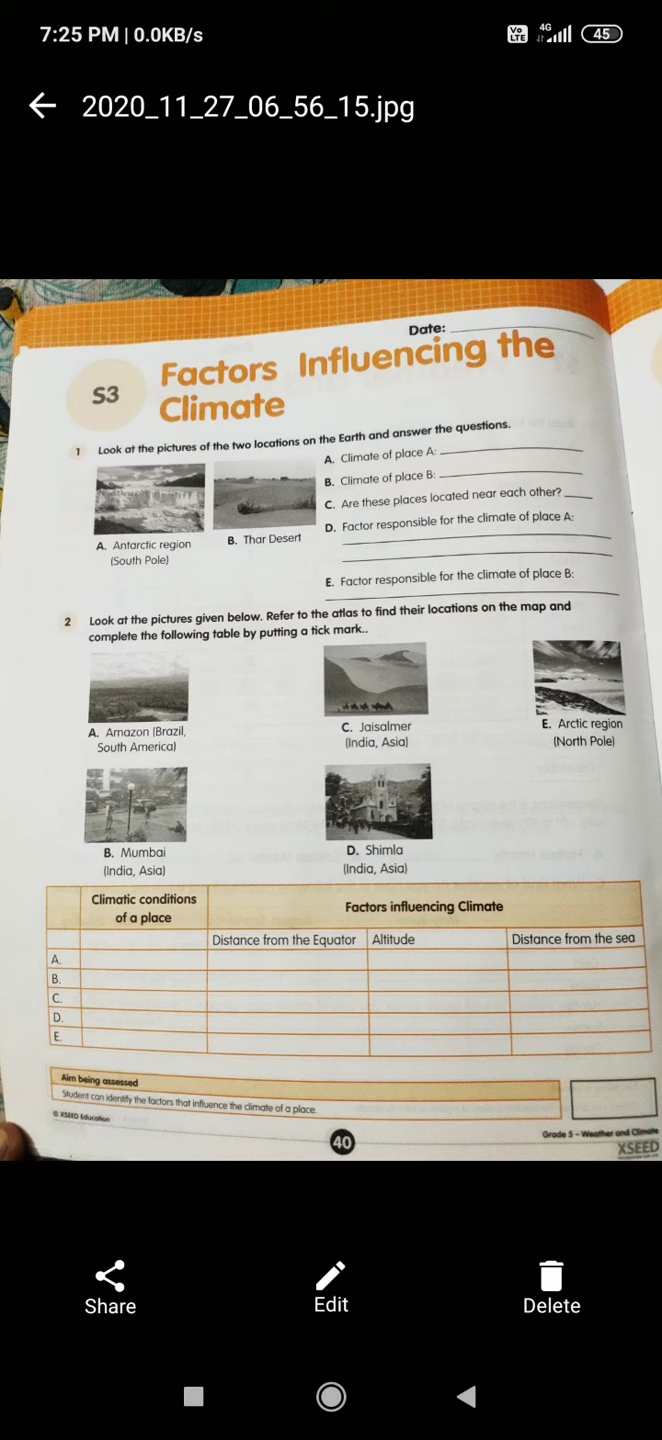 7:25 PM | 0.0KB/s
Vo
LTE
4G
45
2020_11_27_06_56_15.jpg
Date:
S3
Factors Influencing the
Climate
1 Look at the pictures of the two locations on the Earth and answer the questions.
A. Antarctic region
(South Pole)
B. Thar Desert
A. Climate of place A:
B. Climate of place B:
C. Are these places located near each other?
D. Factor responsible for the climate of place A:
E. Factor responsible for the climate of place B:
2 Look at the pictures given below. Refer to the atlas to find their locations on the map and
complete the following table by putting a tick mark..
A. Amazon (Brazil,
South America)
C. Jaisalmer
(India, Asia)
E. Arctic region
(North Pole)
B. Mumbai
(India, Asia)
D. Shimla
(India, Asia)
Climatic conditions
of a place
Factors influencing Climate
Distance from the Equator
Altitude
Distance from the sea
A.
B.
C.
D.
E.
Aim being assessed
Student can identify the factors that influence the climate of a place.
© XSEED Education
40
Grade 5 - Weather and Climate
XSEED
Share
Edit
Delete